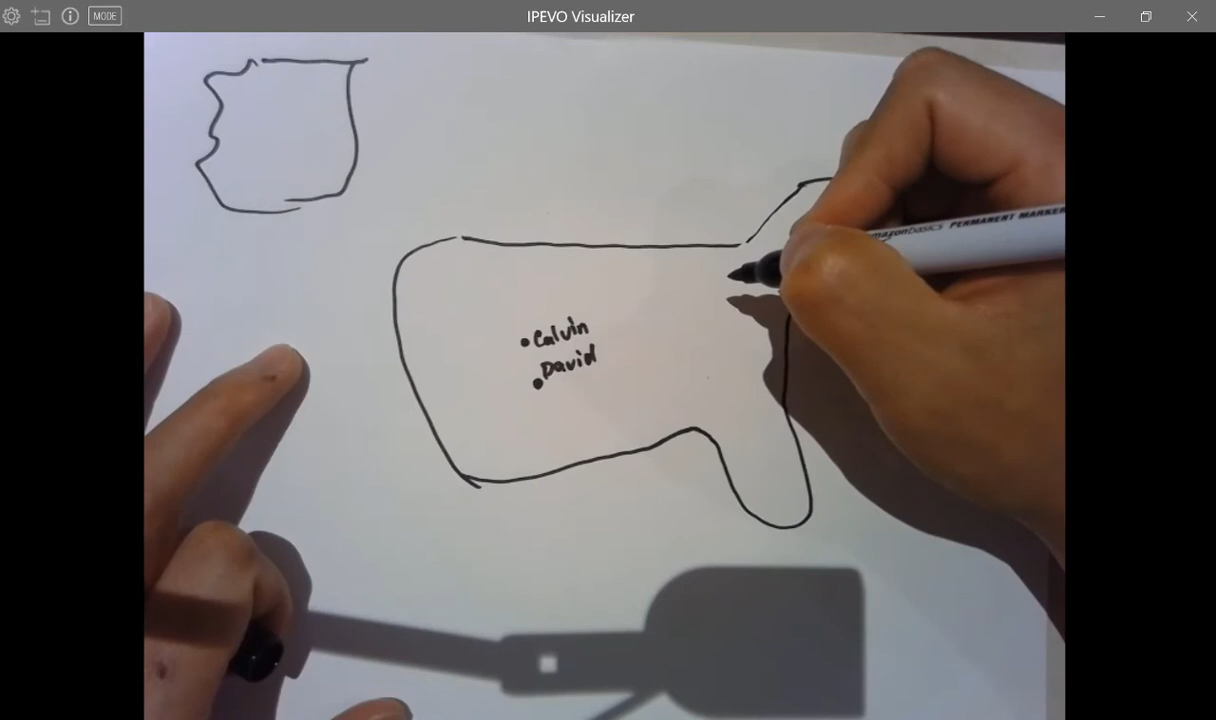 MODE
IPEVO Visualizer
amazonbasics PERMANENT MARKER
• Calvin
• David